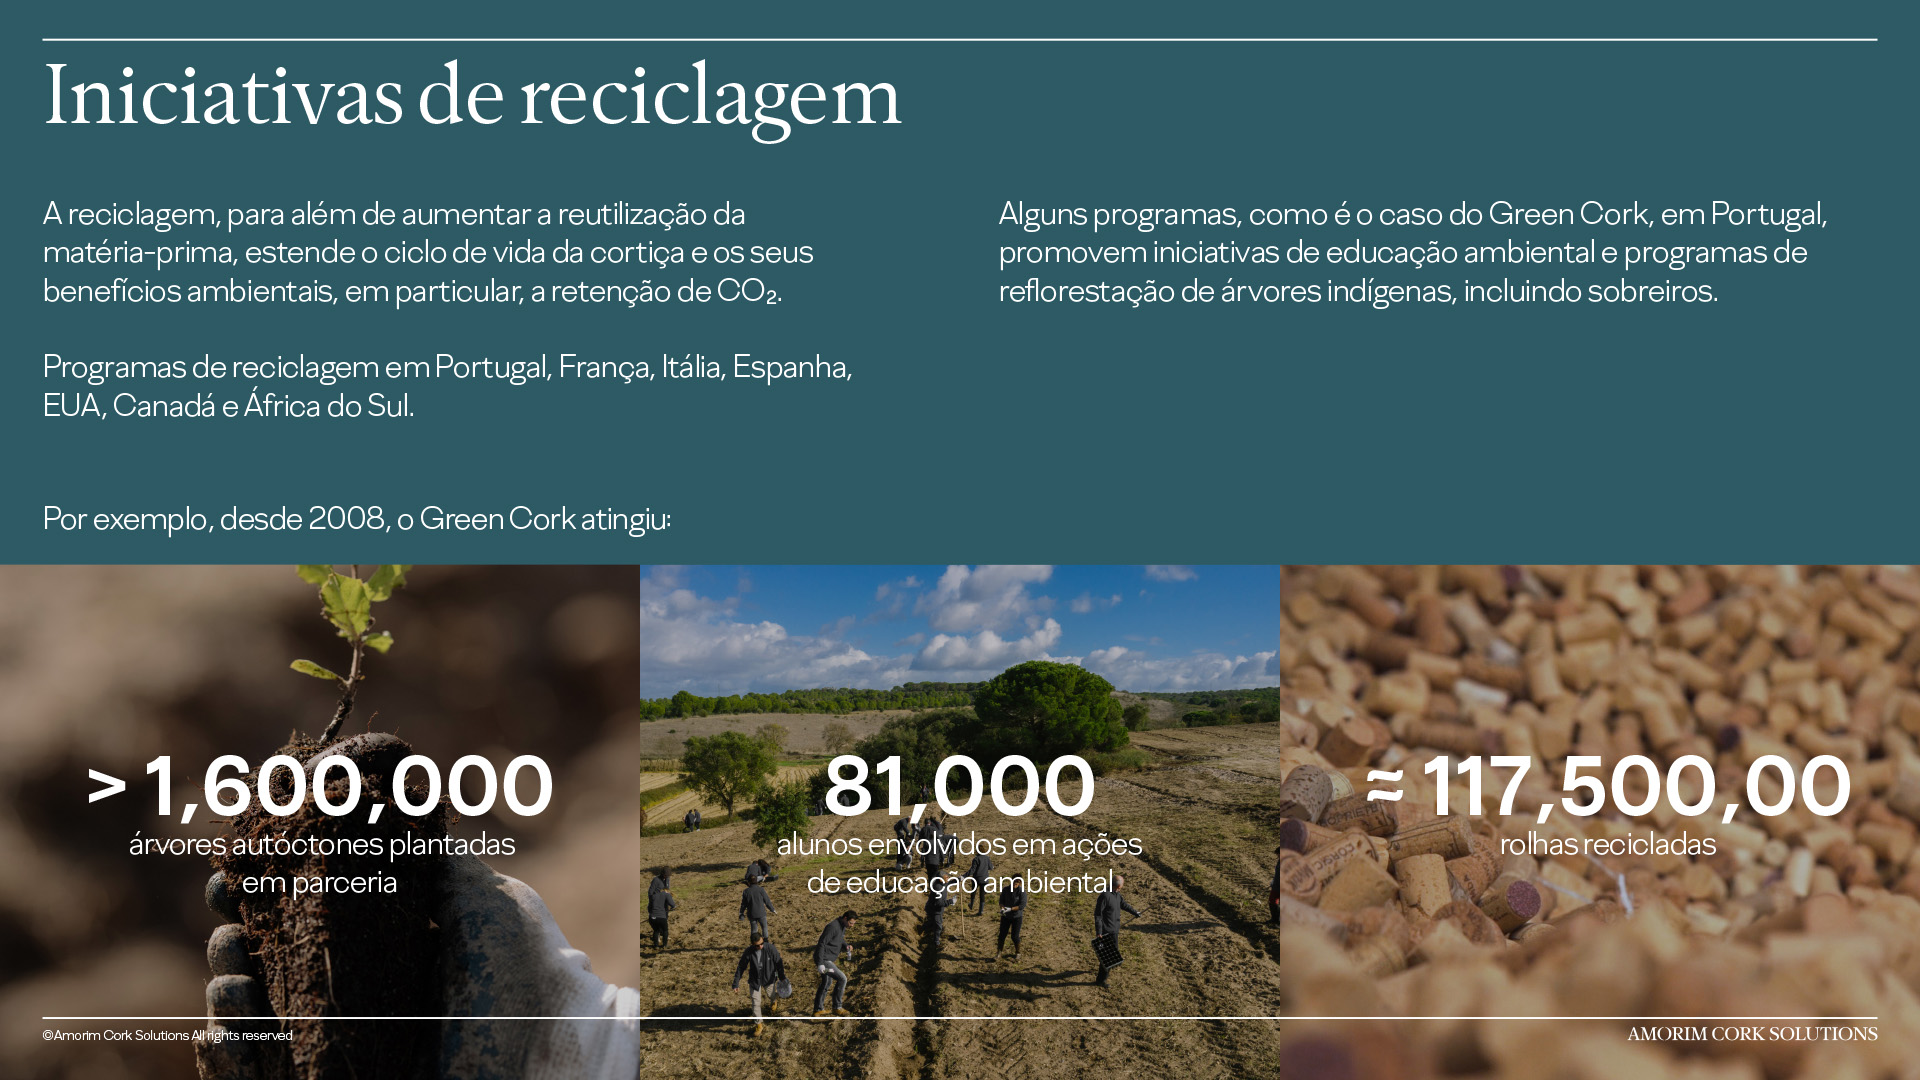 Iniciativas de reciclagem
A reciclagem, para além de aumentar a reutilização da
matéria-prima, estende o ciclo de vida da cortiça e os seus
benefícios ambientais, em particular, a retenção de CO₂.
Programas de reciclagem em Portugal, França, Itália, Espanha,
EUA, Canadá e África do Sul.
Alguns programas, como é o caso do Green Cork, em Portugal,
promovem iniciativas de educação ambiental e programas de
reflorestação de árvores indígenas, incluindo sobreiros.
Por exemplo, desde 2008, o Green Cork atingiu:
> 1,600,000
árvores autóctones plantadas
em parceria
81,000
alunos envolvidos em ações
de educação ambiental
≈ 117,500,00
rolhas recicladas
©Amorim Cork Solutions All rights reserved
AMORIM CORK SOLUTIONS